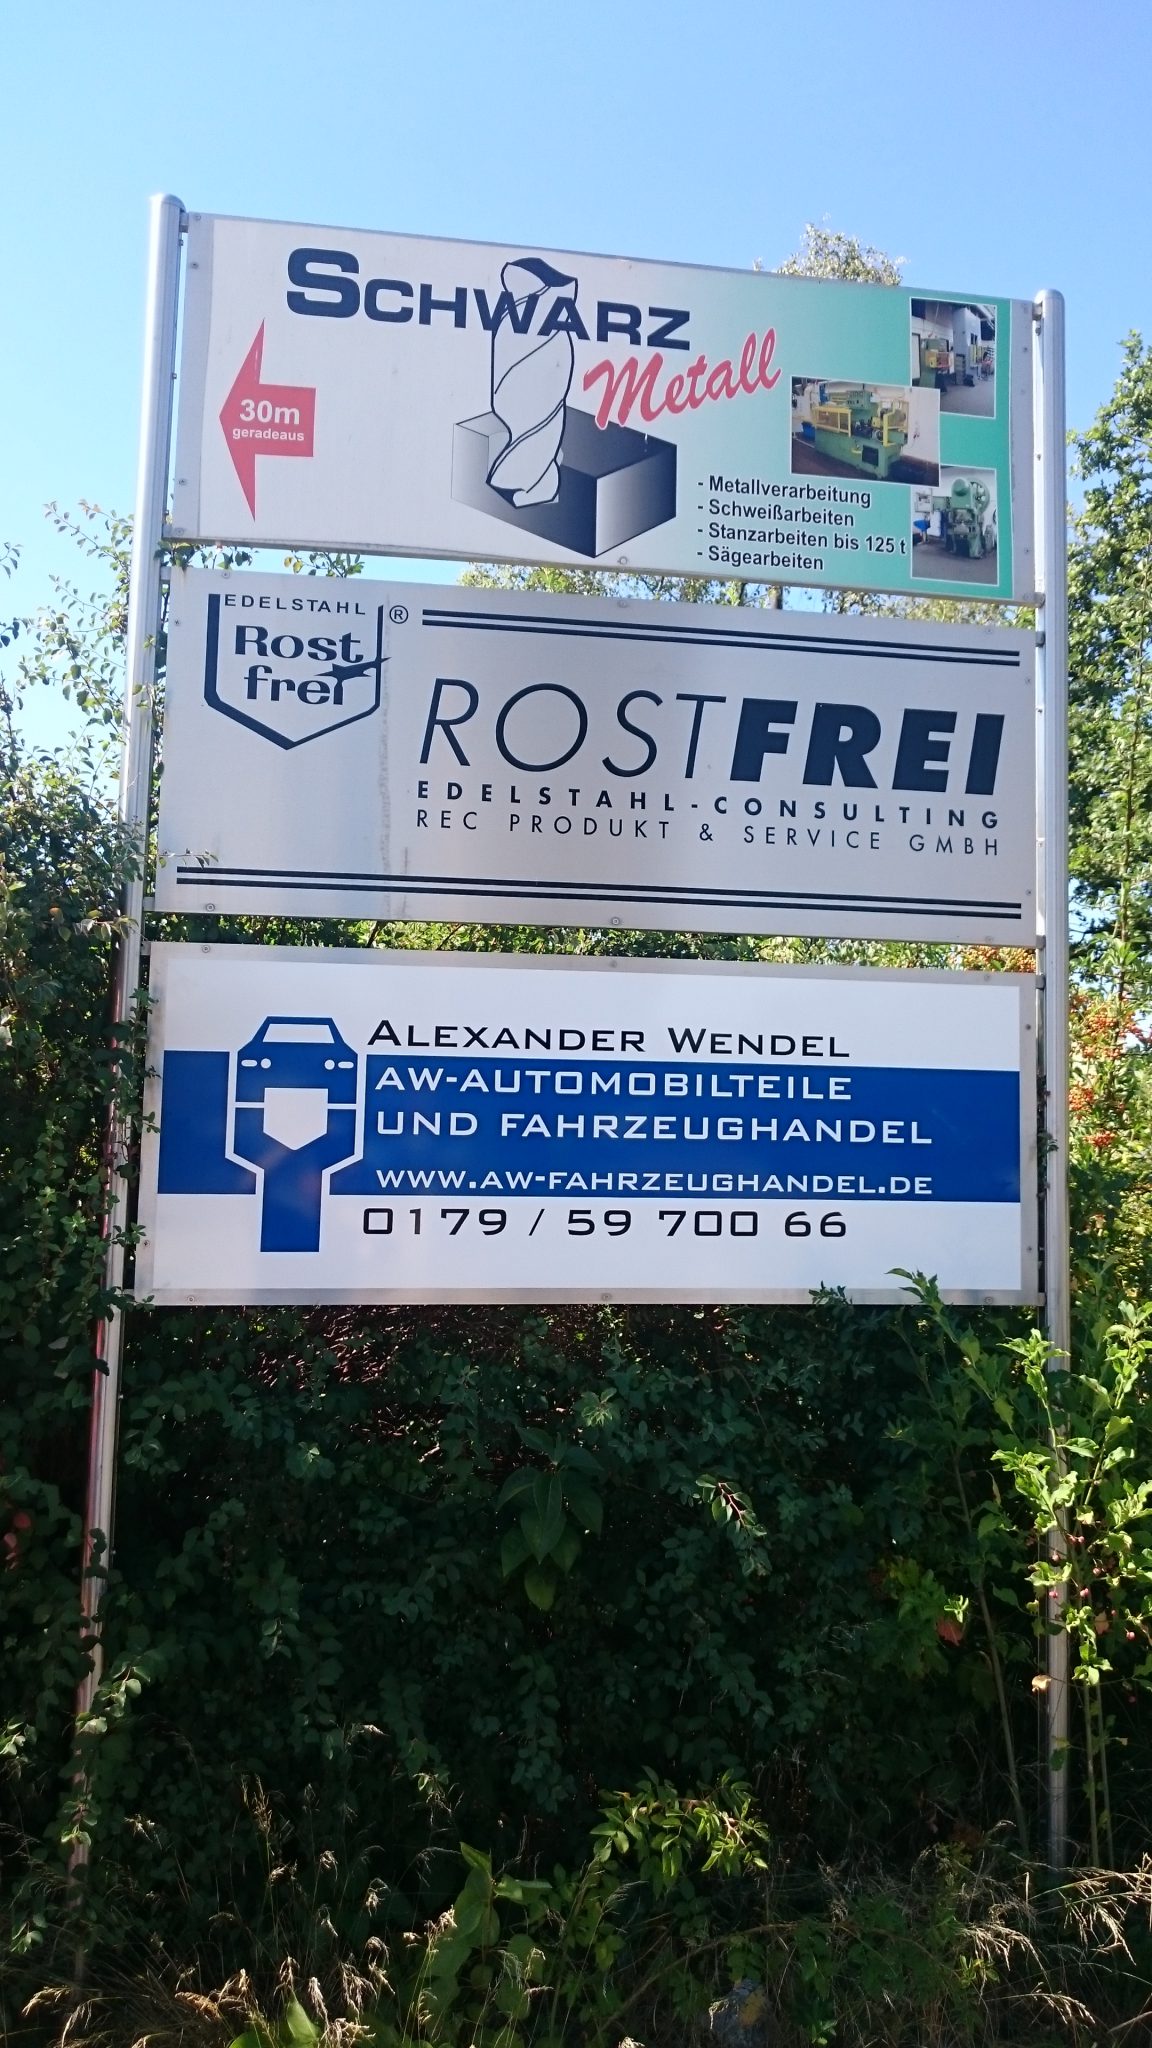 SCHWARZ
Metall
30m
geradeaus
- Metallverarbeitung
- Schweißarbeiten
- Stanzarbeiten bis 125 t
- Sägearbeiten
EDELSTAHL
Rost
frei
®
ROSTFREI
EDELSTAHL-CONSULTING
REC PRODUKT & SERVICE GMBH
ALEXANDER WENDEL
AW-AUTOMOBILTEILE
UND FAHRZEUGHANDEL
WWW.AW-FAHRZEUGHANDEL.DE
0179 / 59 700 66